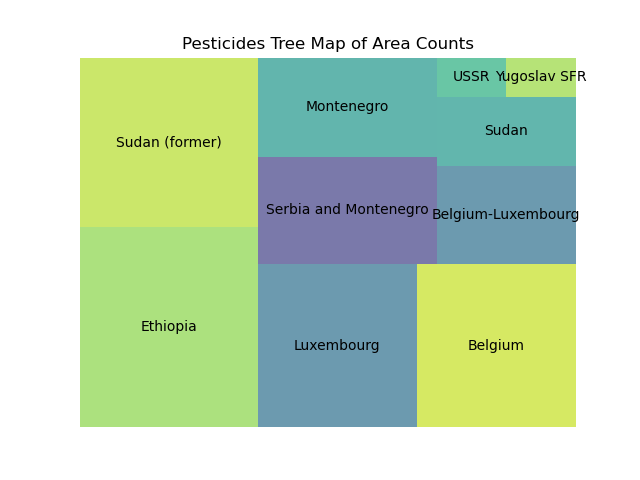 Pesticides Tree Map of Area Counts
USSR
Yugoslav SFR
Montenegro
Sudan
Sudan (former)
Serbia and Montenegro
Belgium-Luxembourg
Ethiopia
Luxembourg
Belgium